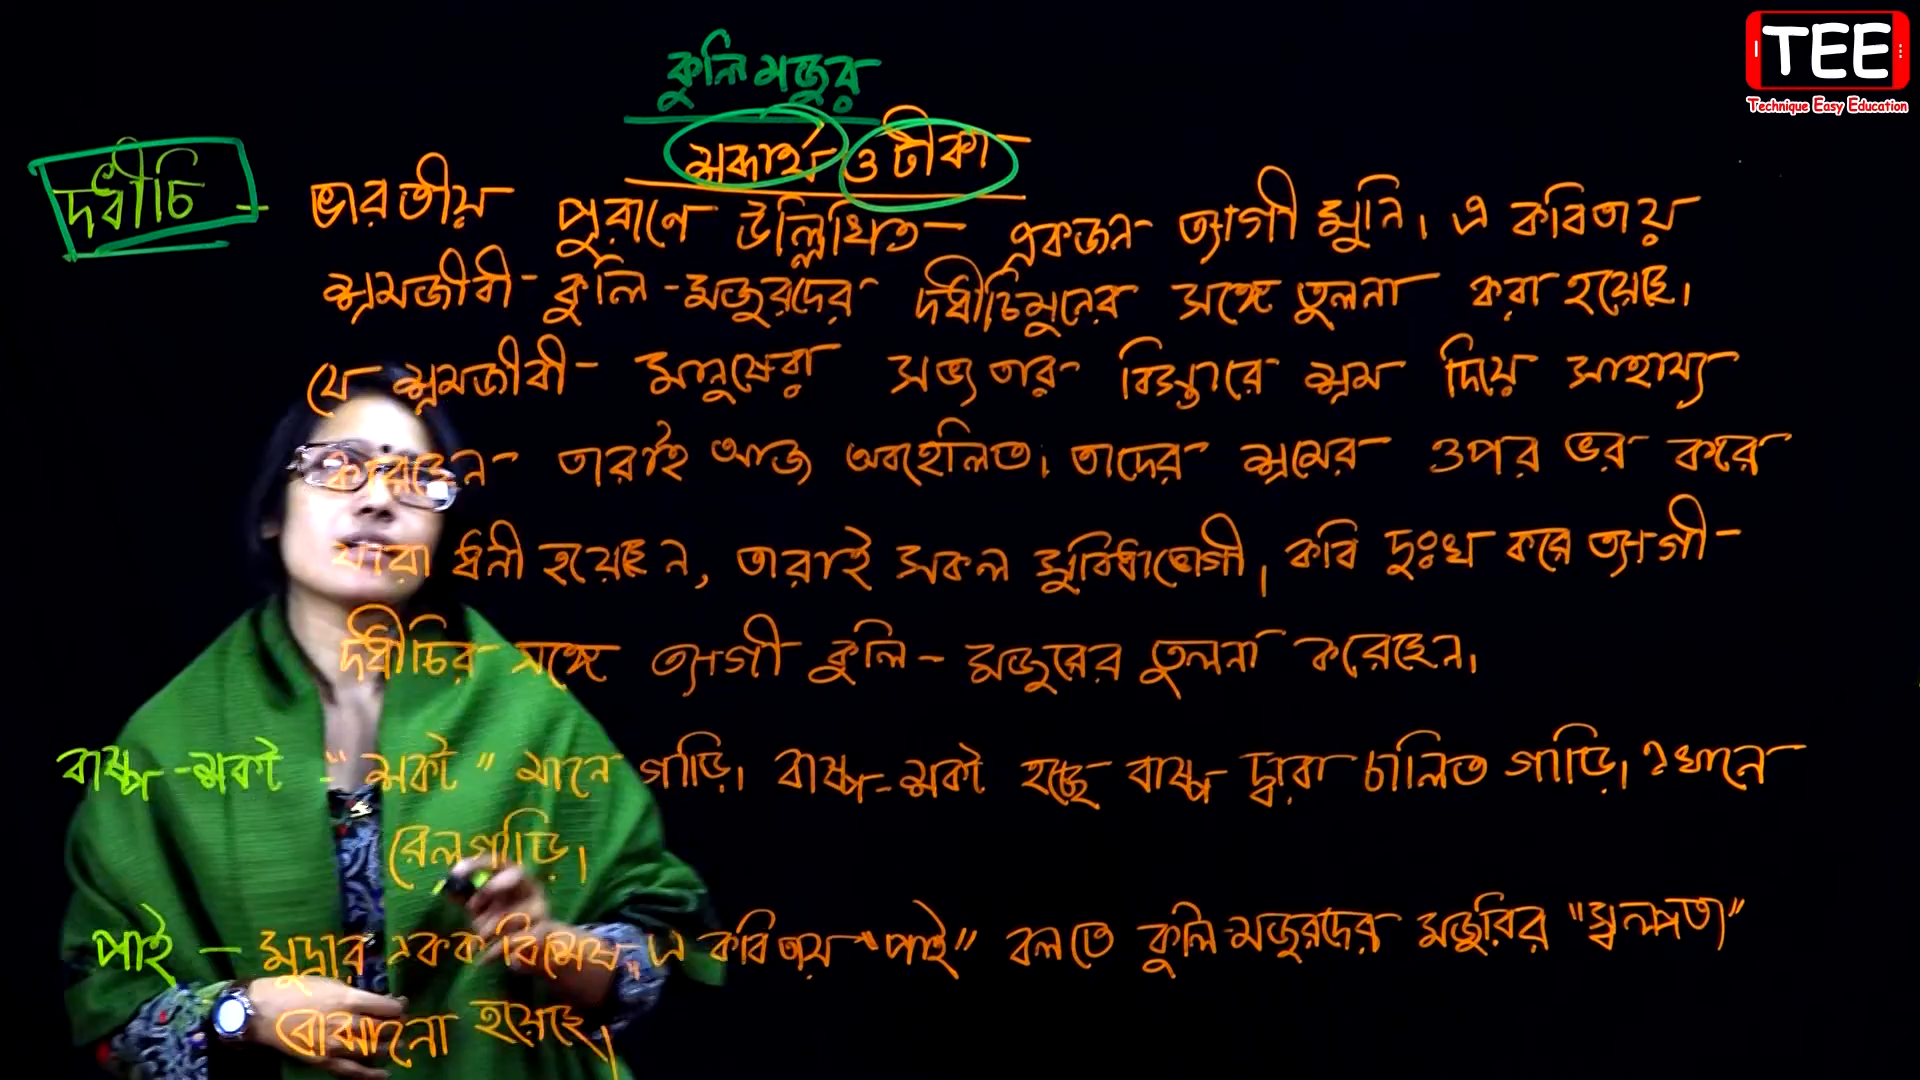 TEE
Technique Easy Education
কুলি মজুর
শব্দার্থ ও টীকা
দধীচি - ভারতীয় পুরাণে উল্লিখিত একজন ত্যাগী মুনি। এ কবিতায়
শ্রমজীবী কুলি-মজুরদের দধীচিমুনের সঙ্গে তুলনা করা হয়েছে।
যে শ্রমজীবী মানুষেরা সভ্যতার বিস্তারে শ্রম দিয়ে সাহায্য
করেছেন তারাই আজ অবহেলিত। তাদের শ্রমের ওপর ভর করে
যারা ধনী হয়েছেন, তারাই সকল সুবিধাভোগী। কবি দুঃখ করে ত্যাগী
দধীচির সঙ্গে ত্যাগী কুলি-মজুরের তুলনা করেছেন।
বাষ্প-শকট - "শকট" মানে গাড়ি। বাষ্প-শকট হচ্ছে বাষ্প দ্বারা চালিত গাড়ি। এখানে
রেলগাড়ি।
পাই - মুদ্রার একক বিশেষ, এ কবিতায় "পাই" বলতে কুলি-মজুরদের মজুরির "স্বল্পতা"
বোঝানো হয়েছে।